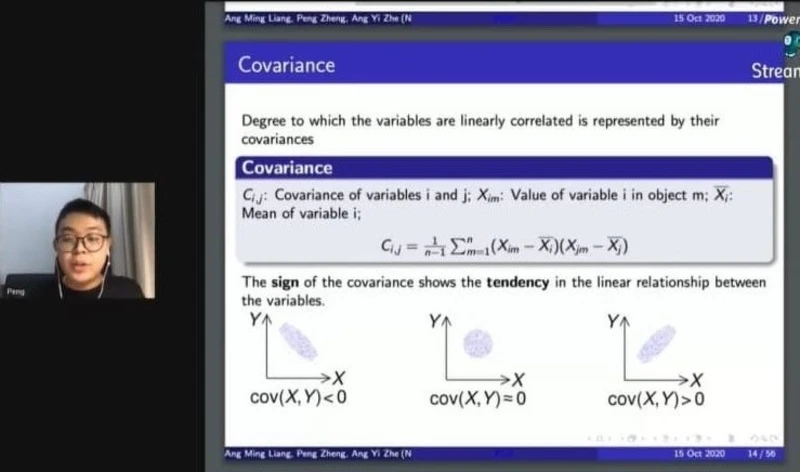 Ang Ming Liang, Peng Zheng, Ang Yi Zhe (N
15 Oct 2020
13 /
Power
Covariance
Stream
Degree to which the variables are linearly correlated is represented by their
covariances
Covariance
C_{i,j}: Covariance of variables i and j; X_{im}: Value of variable i in object m; \overline{X_i}:
Mean of variable i;
C_{i,j} = \frac{1}{n-1} \sum_{m=1}^{n} (X_{im} - \overline{X_i})(X_{jm} - \overline{X_j})
The sign of the covariance shows the tendency in the linear relationship between
the variables.
Y X
Y X
Y X
cov(X,Y)<0
cov(X,Y)≈0
cov(X,Y)>0
Peng
Ang Ming Liang, Peng Zheng, Ang Yi Zhe (N
15 Oct 2020
14 / 56